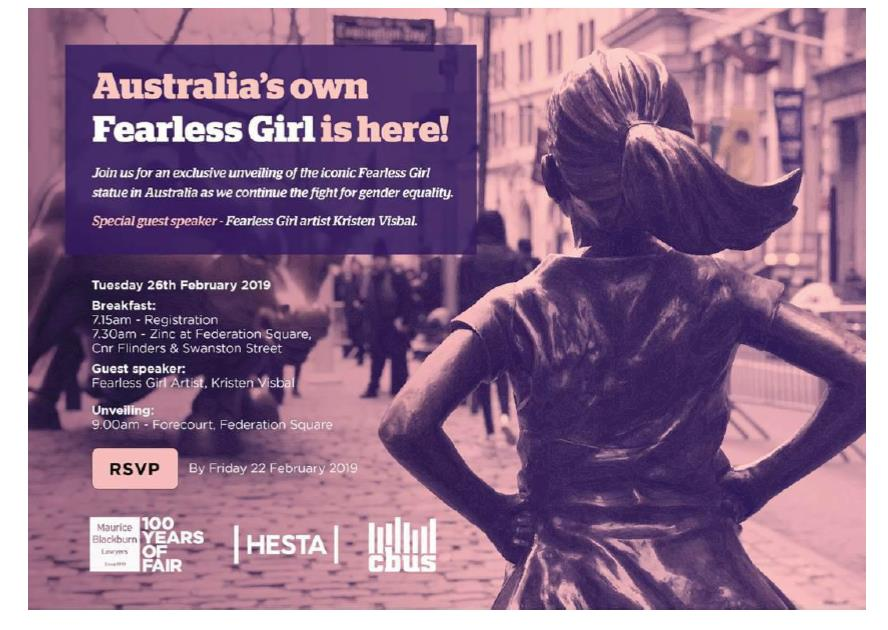 Australia's own
Fearless Girl is here!
Join us for an exclusive unveiling of the iconic Fearless Girl
statue in Australia as we continue the fight for gender equality.
Special guest speaker - Fearless Girl artist Kristen Visbal.
Tuesday 26th February 2019
Breakfast:
7.15am - Registration
7.30am - Zinc at Federation Square,
Cnr Flinders & Swanston Street
Guest speaker:
Fearless Girl Artist, Kristen Visbal
Unveiling:
9.00am - Forecourt, Federation Square
RSVP
By Friday 22 February 2019
Maurice
Blackburn
Lawyers
100
YEARS
OF
FAIR
HESTA
cbus